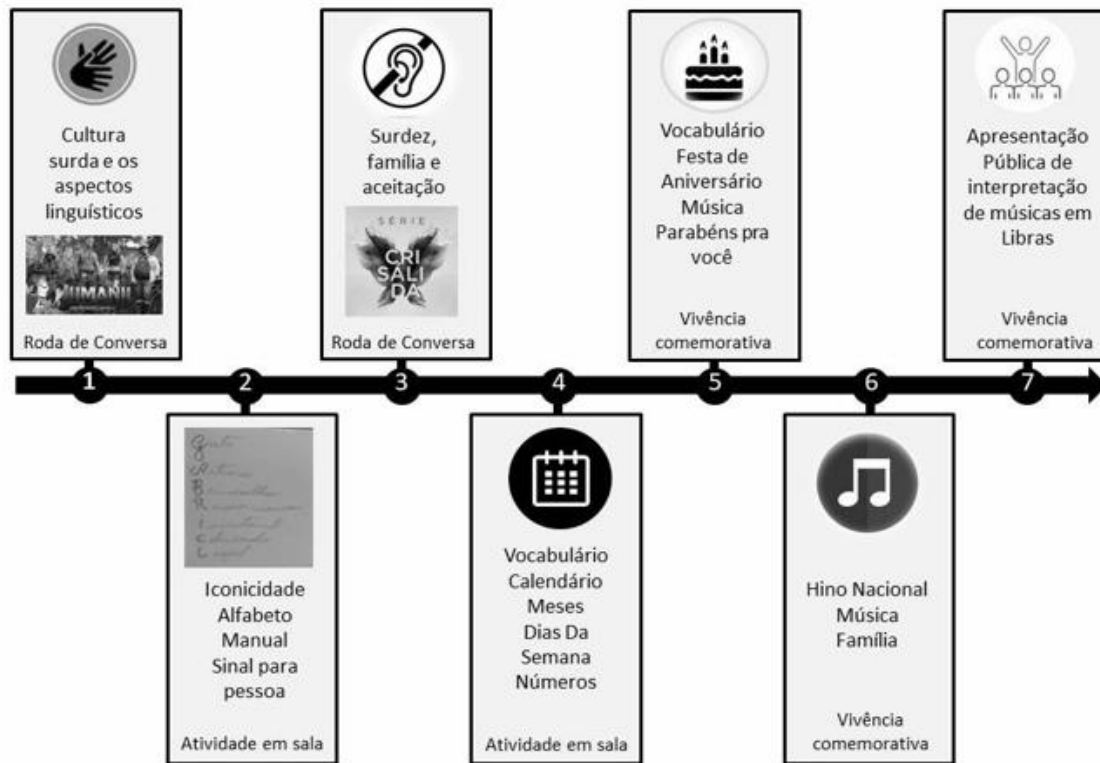 Cultura
surda e os
aspectos
linguísticos
JUMANJI
Roda de Conversa
Surdez,
família e
aceitação
SÉRIE
CRI
SÁLI
DA
Roda de Conversa
Vocabulário
Festa de
Aniversário
Música
Parabéns pra
você
Vivência
comemorativa
Apresentação
Pública de
interpretação
de músicas em
Libras
Vivência
comemorativa
1
2
3
4
5
6
7
Iconicidade
Alfabeto
Manual
Sinal para
pessoa
Atividade em sala
Vocabulário
Calendário
Meses
Dias Da
Semana
Números
Atividade em sala
Hino Nacional
Música
Família
Vivência
comemorativa